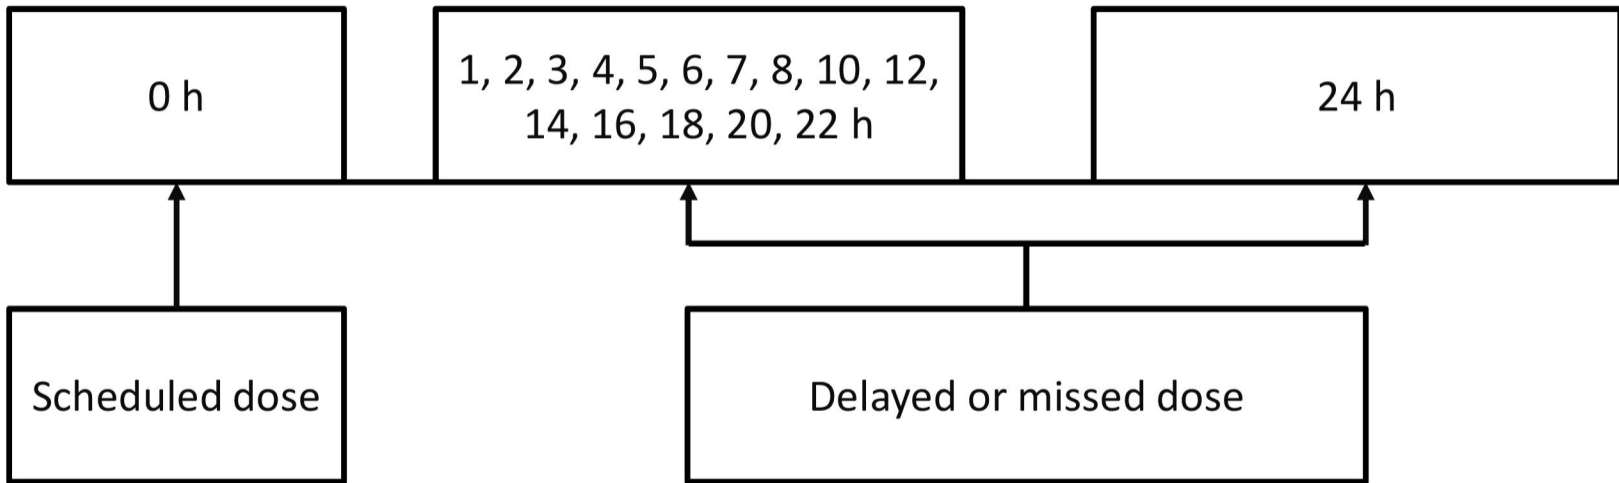 0 h
1, 2, 3, 4, 5, 6, 7, 8, 10, 12,
14, 16, 18, 20, 22 h
24 h
Scheduled dose
Delayed or missed dose